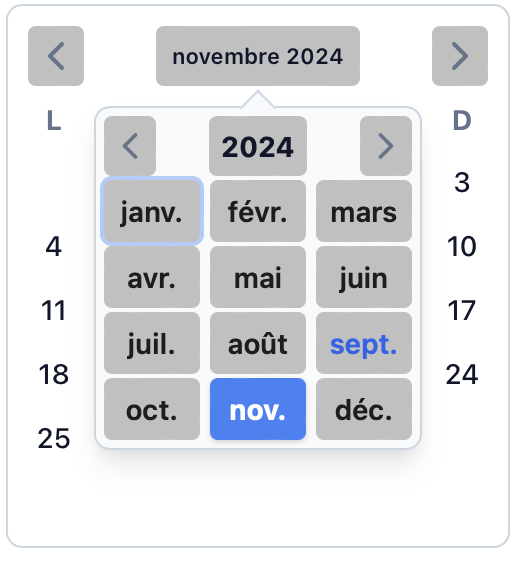 novembre 2024
L D
2024
3
janv. févr. mars
4 10
avr. mai juin
11 17
juil. août sept.
18 24
oct. nov. déc.
25